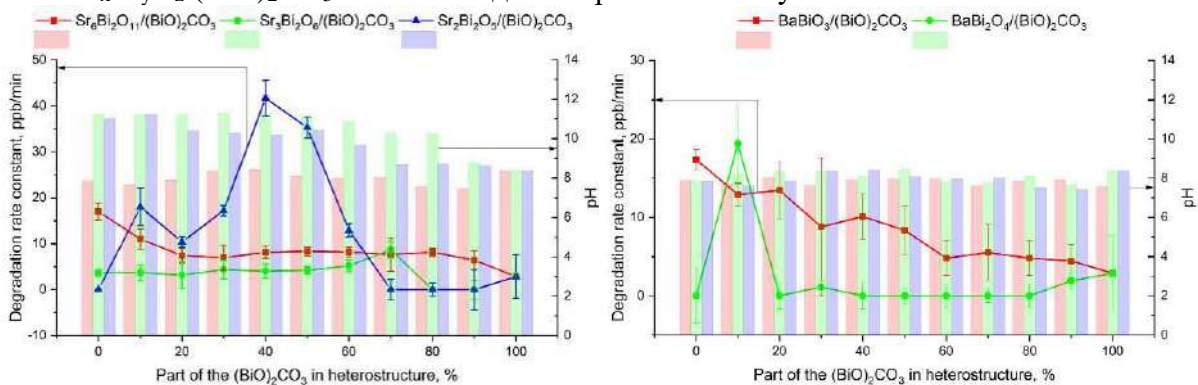 Sr6Bi2O11/(BiO)2CO3 Sr3Bi2O6/(BiO)2CO3 Sr2Bi2O5/(BiO)2CO3
BaBiO3/(BiO)2CO3 BaBi2O4/(BiO)2CO3
Degradation rate constant, ppb/min
50
40
30
20
10
0
-10
14
12
10
8
6
4
2
0
pH
0 20 40 60 80 100
Part of the (BiO)2CO3 in heterostructure, %
Degradation rate constant, ppb/min
30
20
10
0
14
12
10
8
6
4
2
0
pH
0 20 40 60 80 100
Part of the (BiO)2CO3 in heterostructure, %